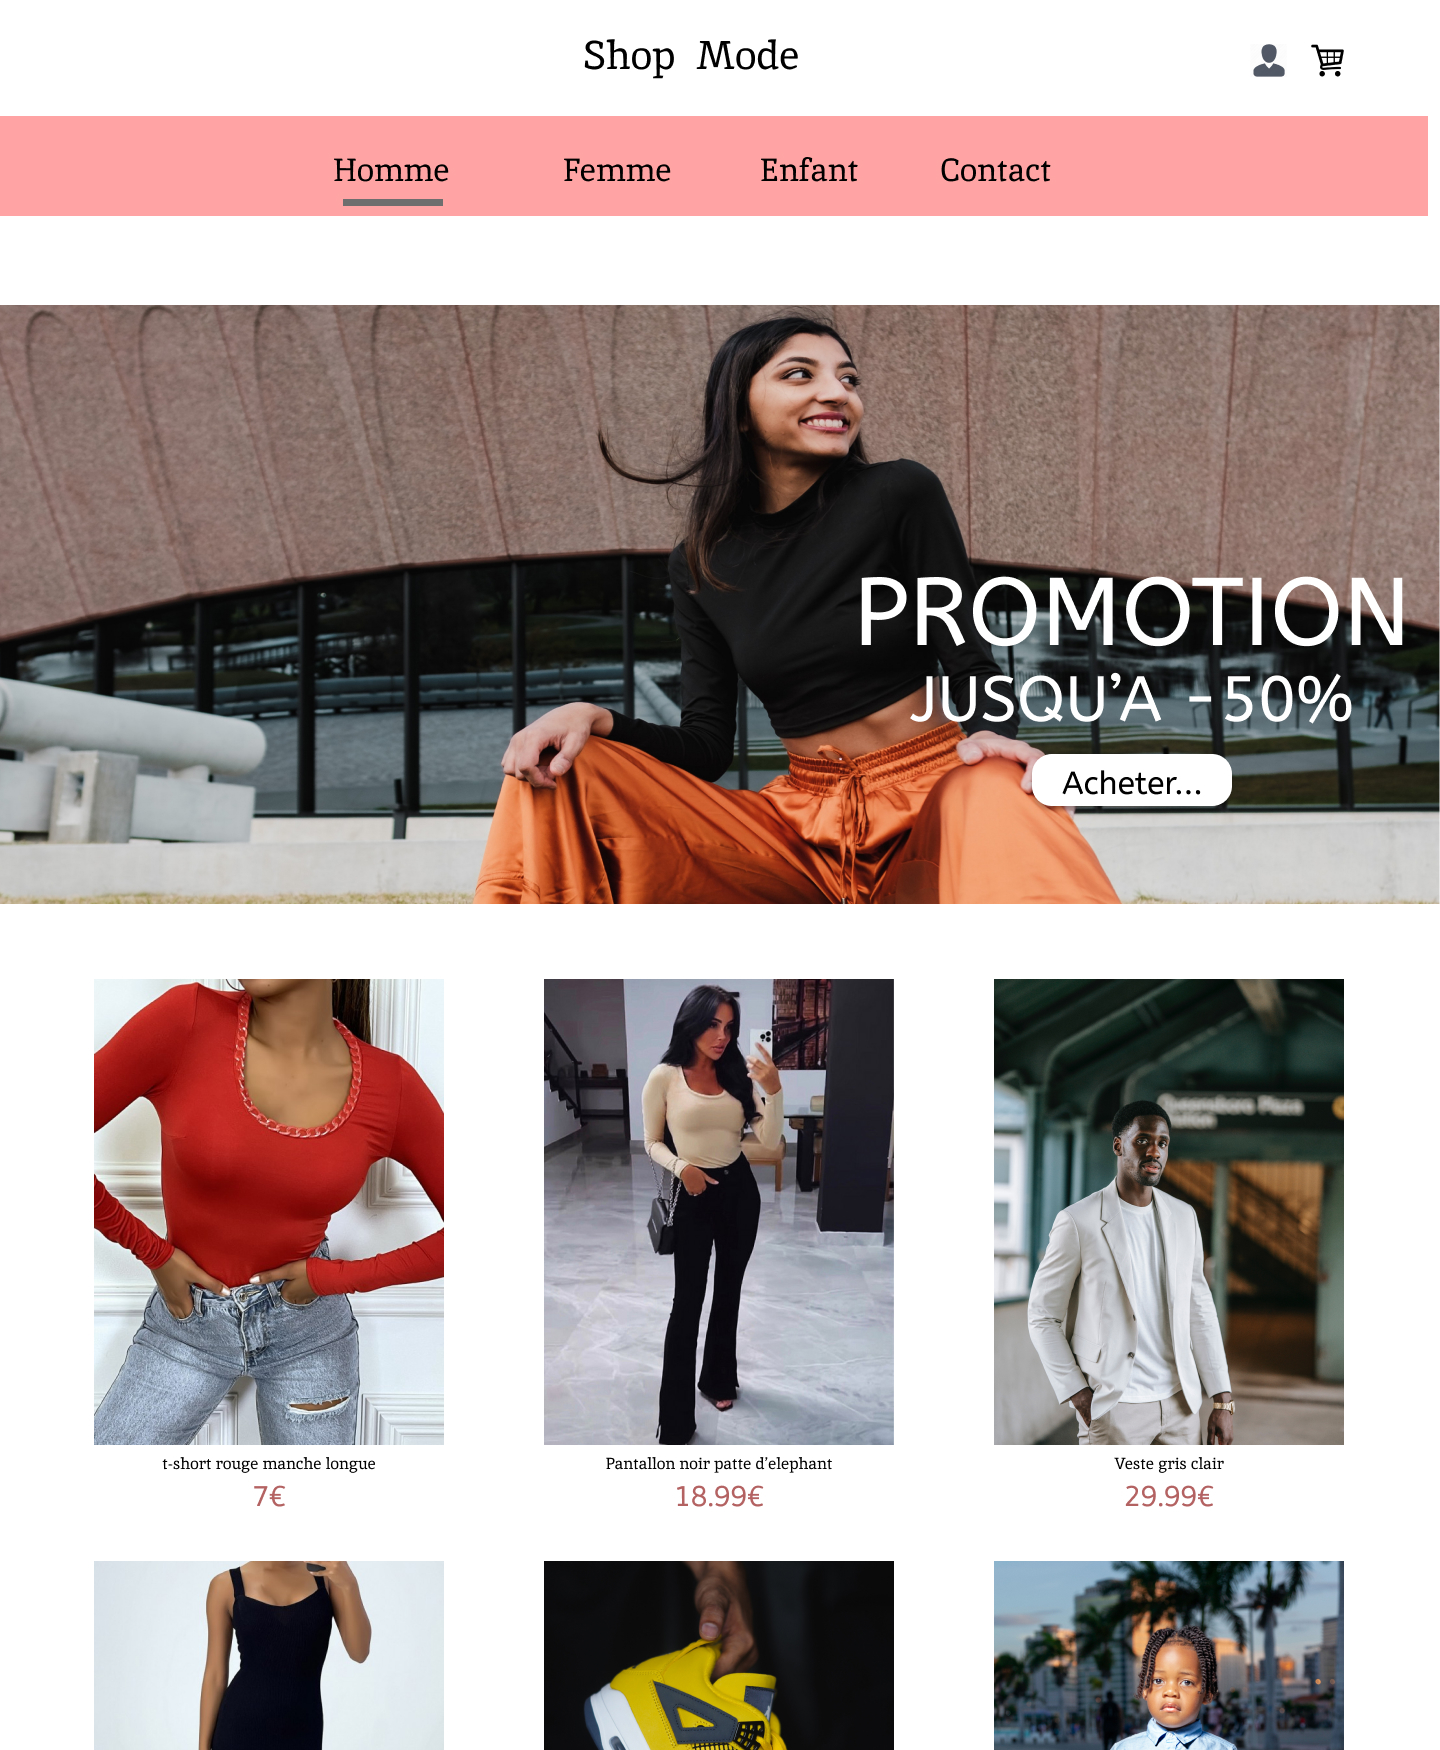 Shop Mode
Homme Femme Enfant Contact
PROMOTION
JUSQU’A -50%
Acheter...
t-short rouge manche longue
7€
Pantallon noir patte d’elephant
18.99€
Veste gris clair
29.99€